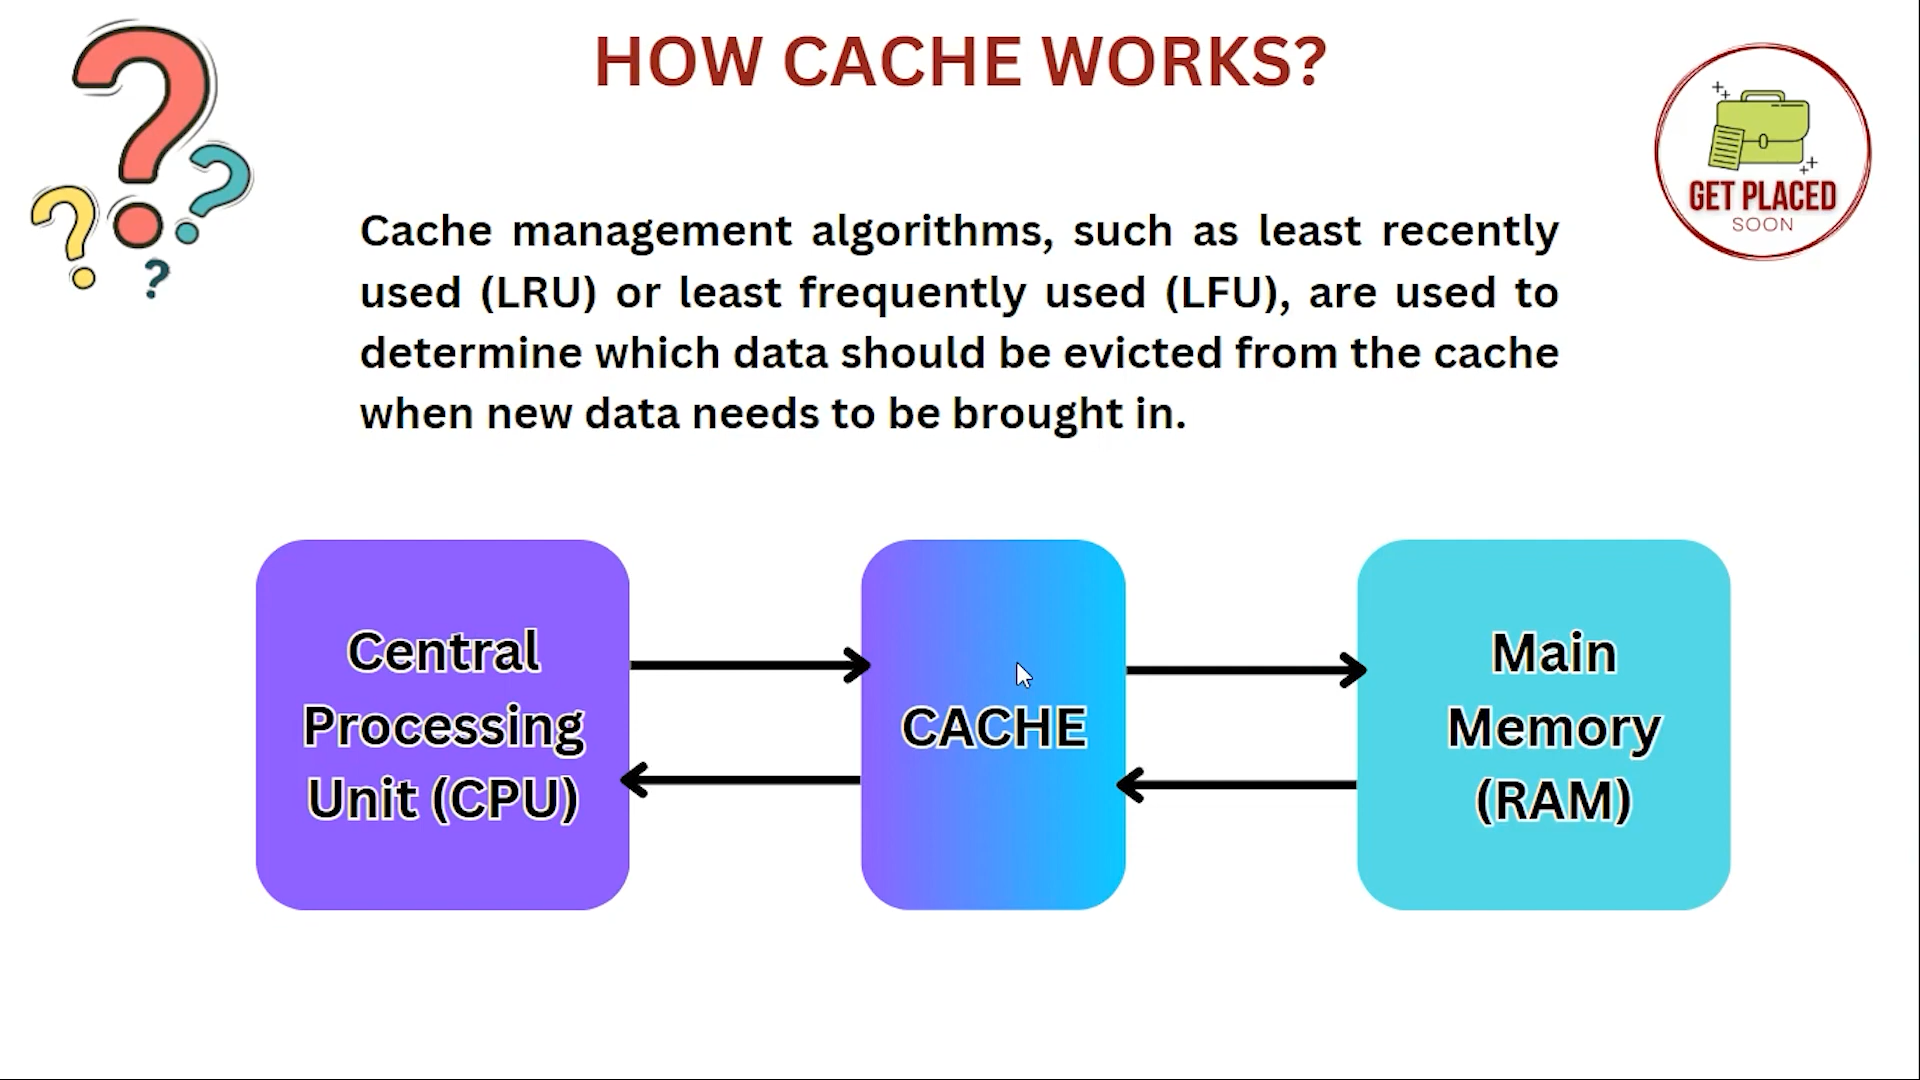 HOW CACHE WORKS?
GET PLACED
SOON
Cache management algorithms, such as least recently
used (LRU) or least frequently used (LFU), are used to
determine which data should be evicted from the cache
when new data needs to be brought in.
Central
Processing
Unit (CPU)
CACHE
Main
Memory
(RAM)